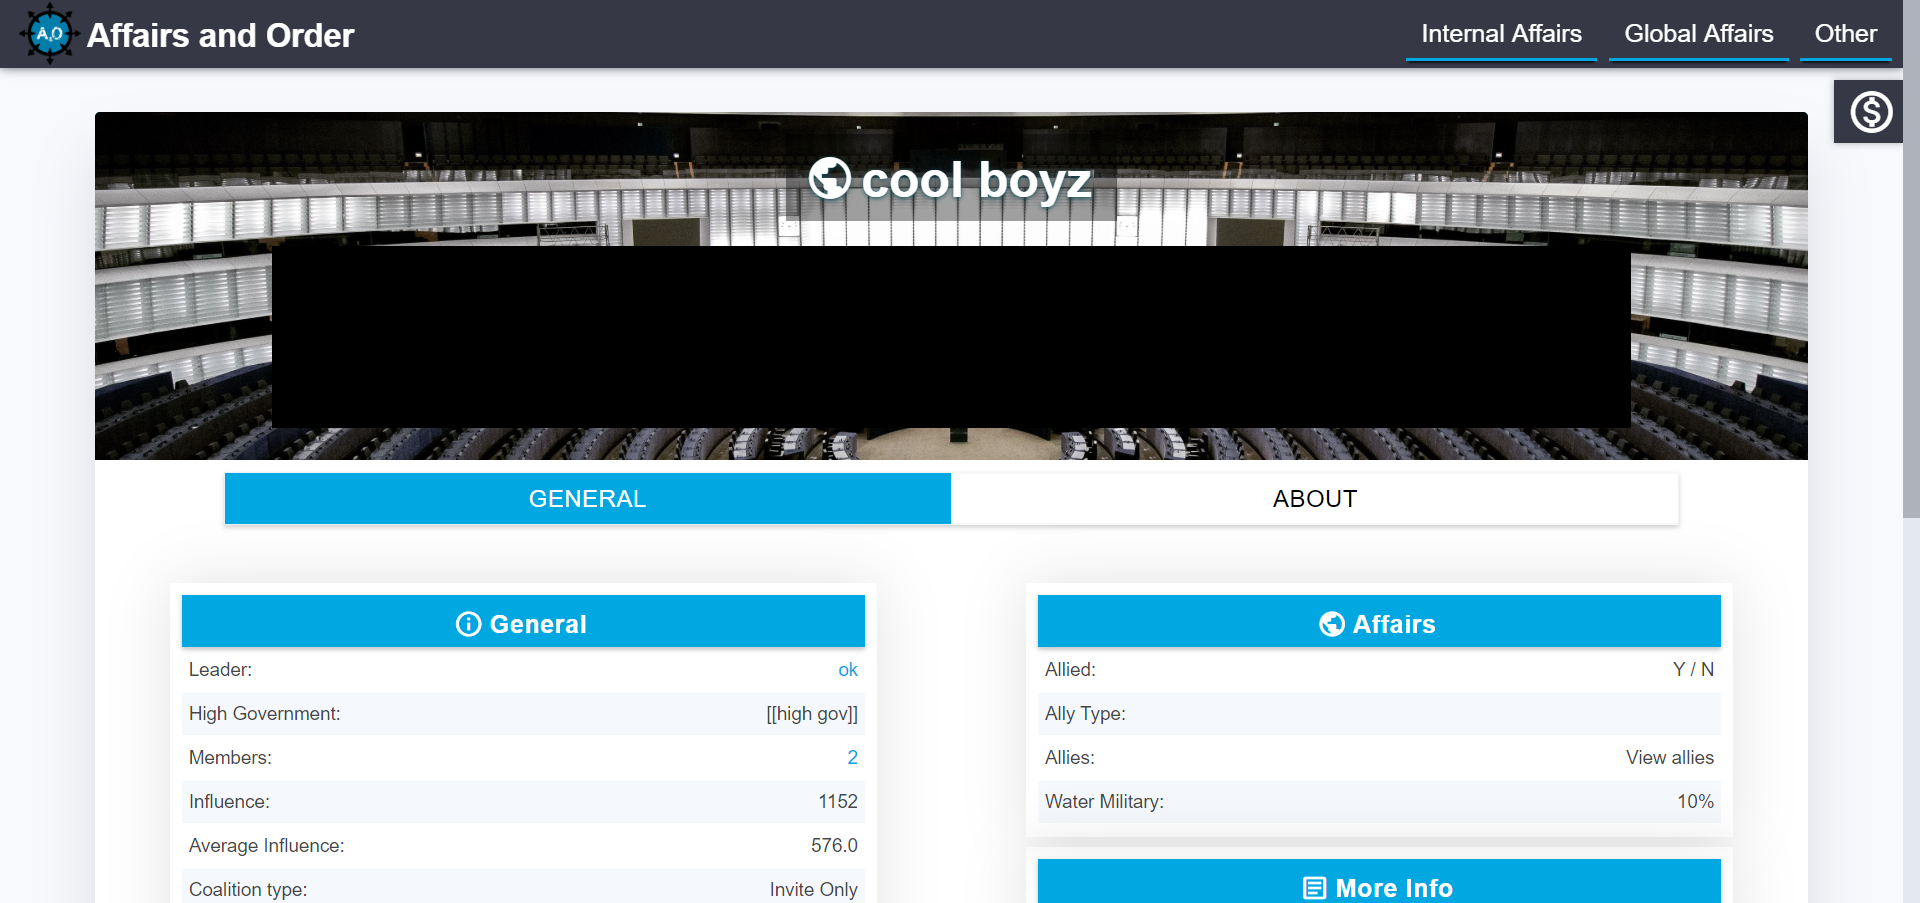 A&O Affairs and Order
Internal Affairs Global Affairs Other
cool boyz
GENERAL ABOUT
General
Leader: ok
High Government: [[high gov]]
Members: 2
Influence: 1152
Average Influence: 576.0
Coalition type: Invite Only
Affairs
Allied: Y / N
Ally Type:
Allies: View allies
Water Military: 10%
More Info